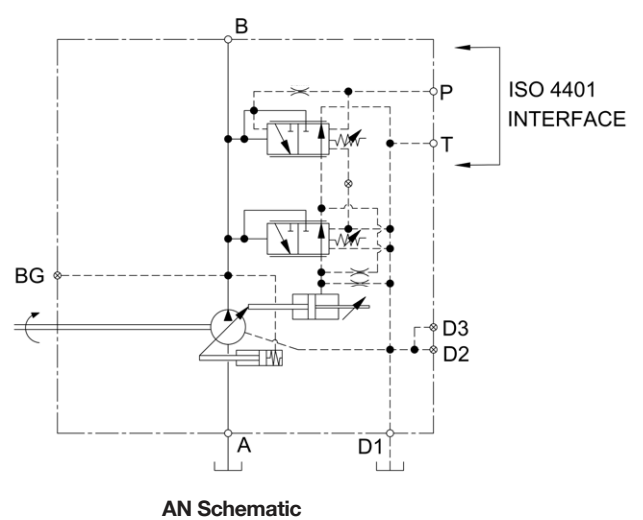 B
P
ISO 4401
INTERFACE
T
BG
D3
D2
A
D1
AN Schematic